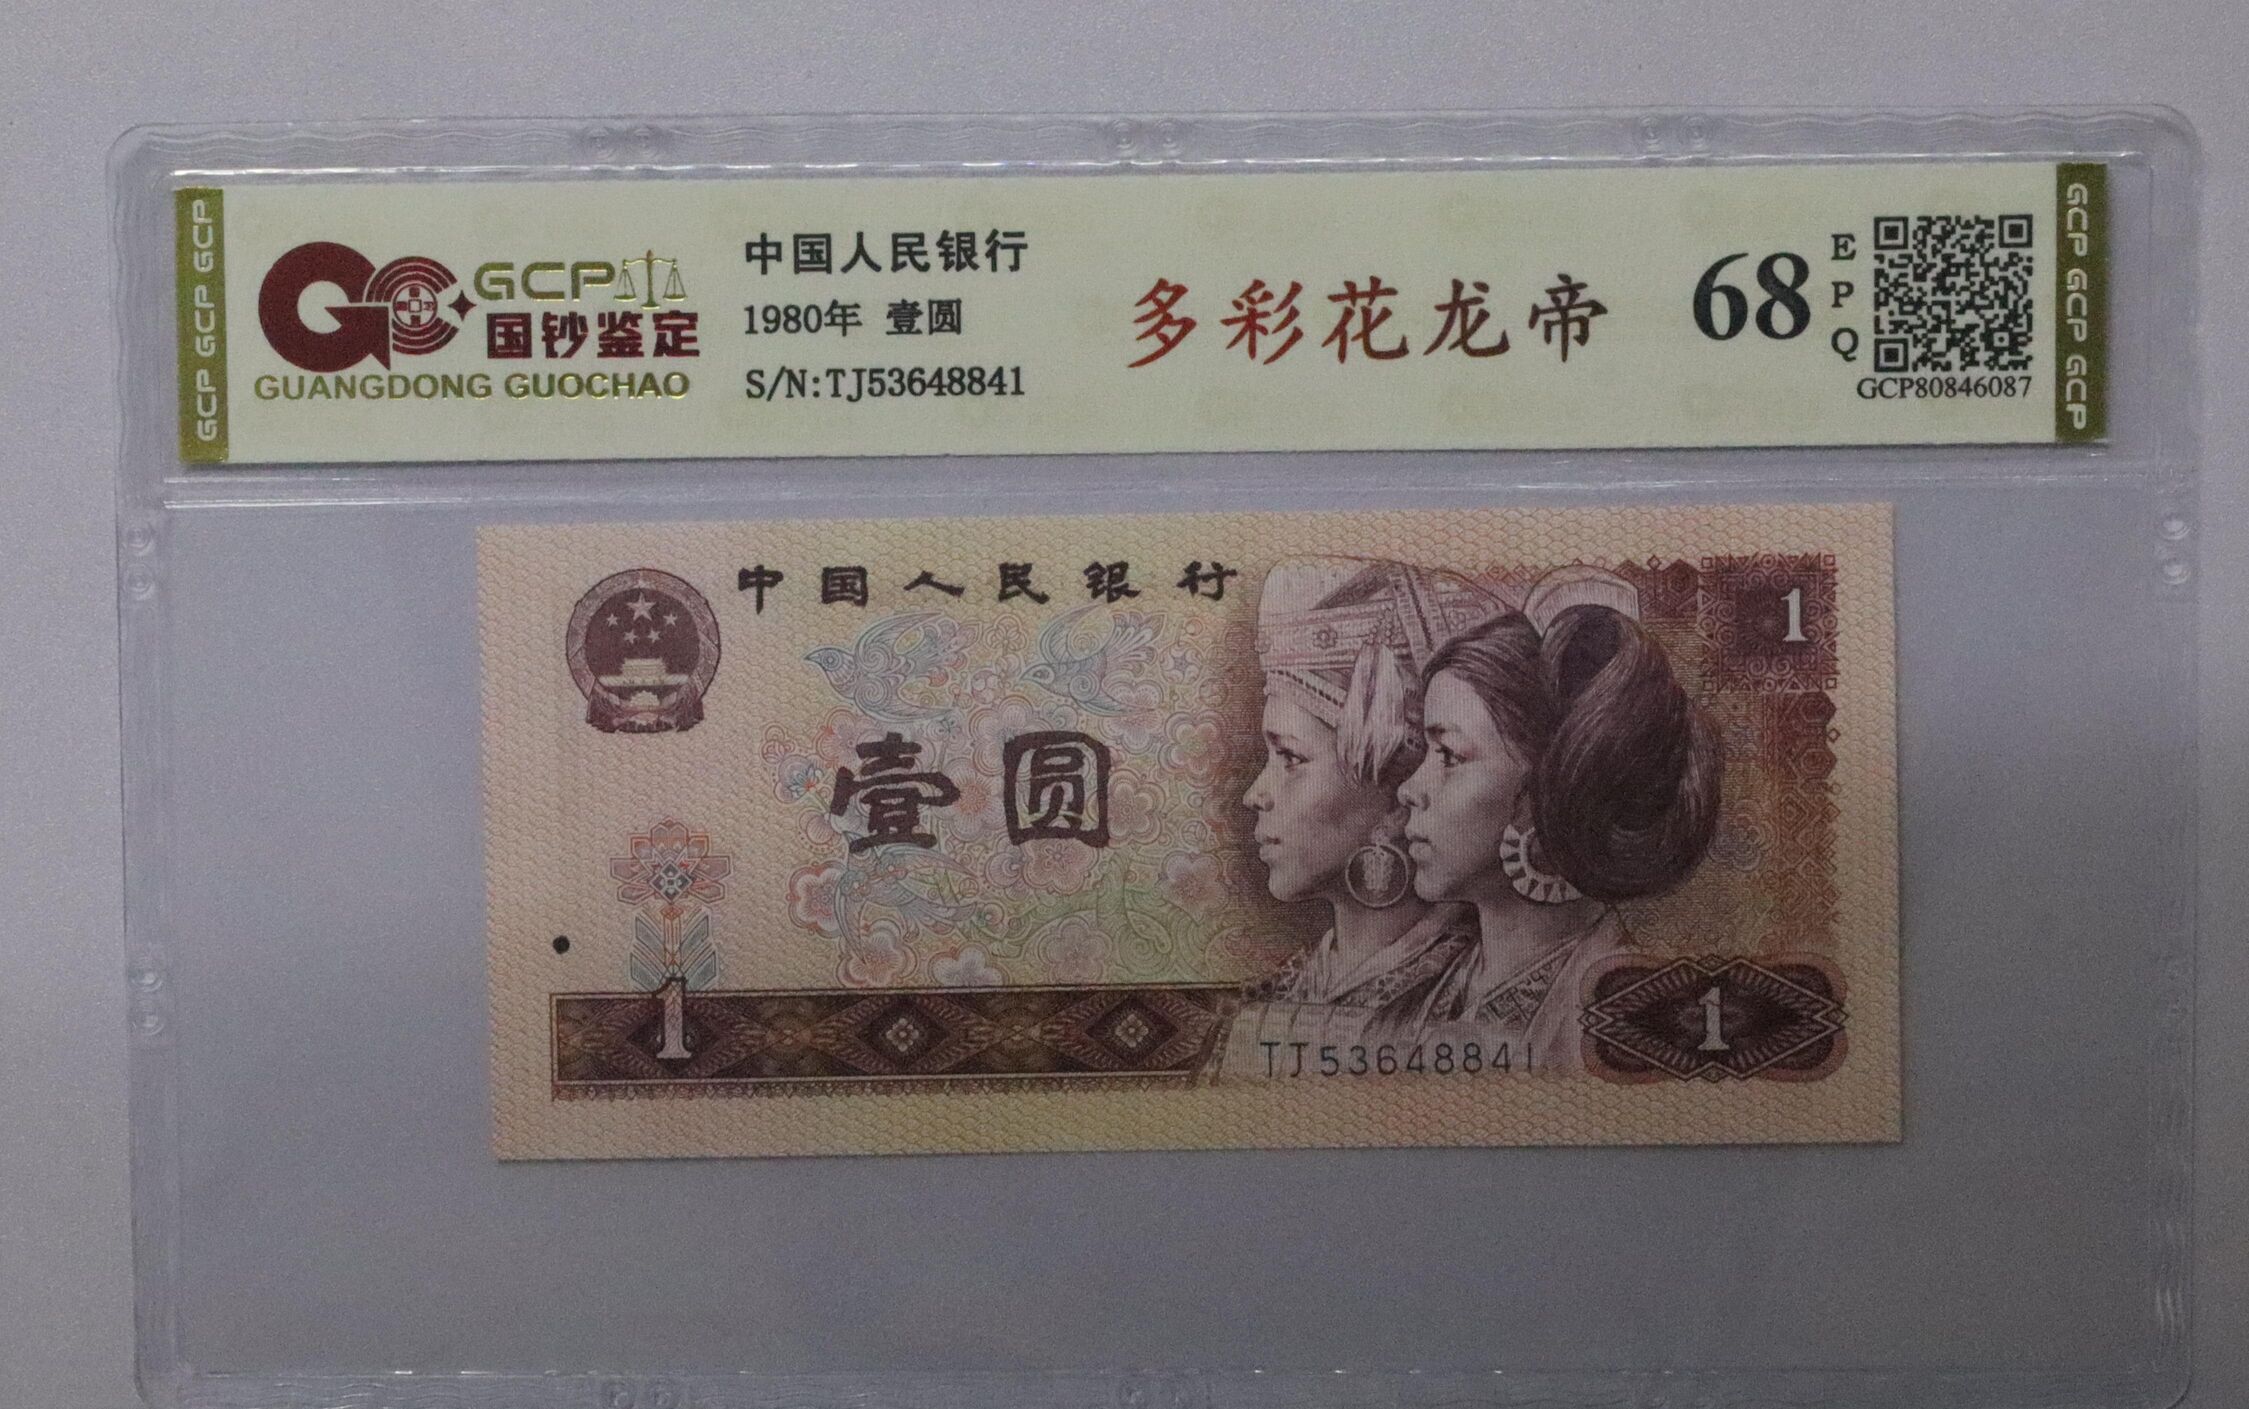 GCP GCP GCP
GCP
国钞鉴定
GUANGDONG GUOCHAO
中国人民银行
1980年 壹圆
S/N:TJ53648841
多彩花龙帝
68
EPQ
GCP80846087
GCP GCP GCP
中国人民银行
1
壹圆
1
1
TJ53648841